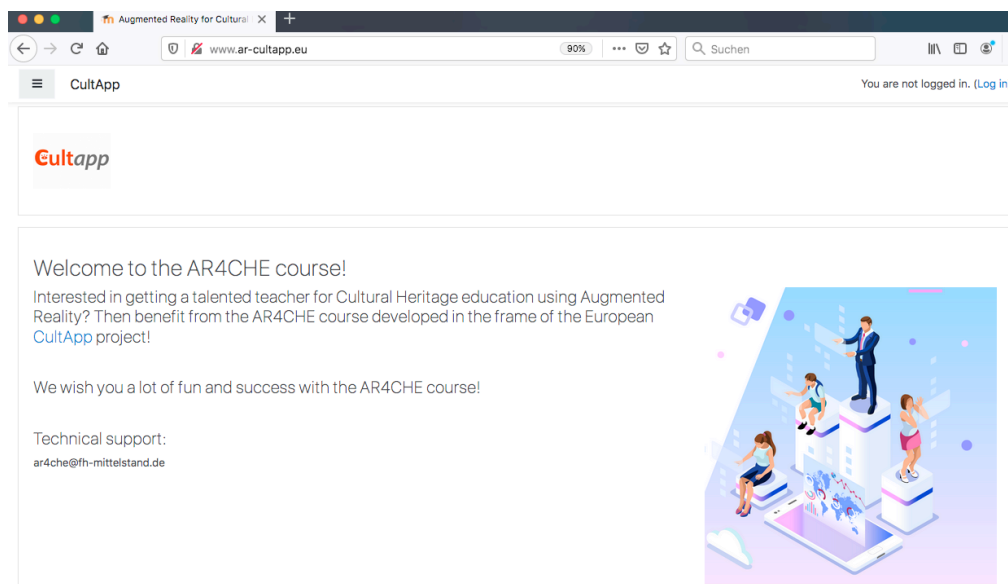 Augmented Reality for Cultural
www.ar-cultapp.eu
90%
Suchen
CultApp
You are not logged in. (Log in
Cultapp
Welcome to the AR4CHE course!
Interested in getting a talented teacher for Cultural Heritage education using Augmented
Reality? Then benefit from the AR4CHE course developed in the frame of the European
CultApp project!
We wish you a lot of fun and success with the AR4CHE course!
Technical support:
ar4che@fh-mittelstand.de